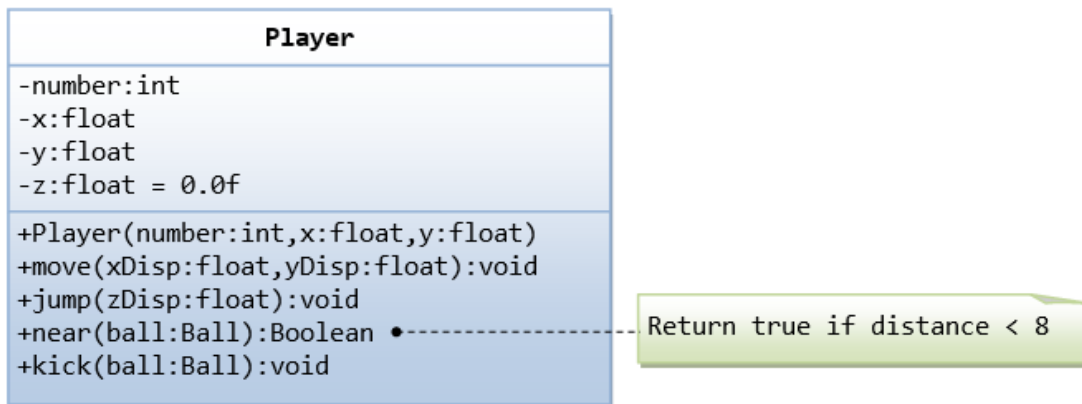 Player
-number:int
-x:float
-y:float
-z:float = 0.0f
+Player(number:int,x:float,y:float)
+move(xDisp:float,yDisp:float):void
+jump(zDisp:float):void
+near(ball:Ball):Boolean
Return true if distance < 8
+kick(ball:Ball):void